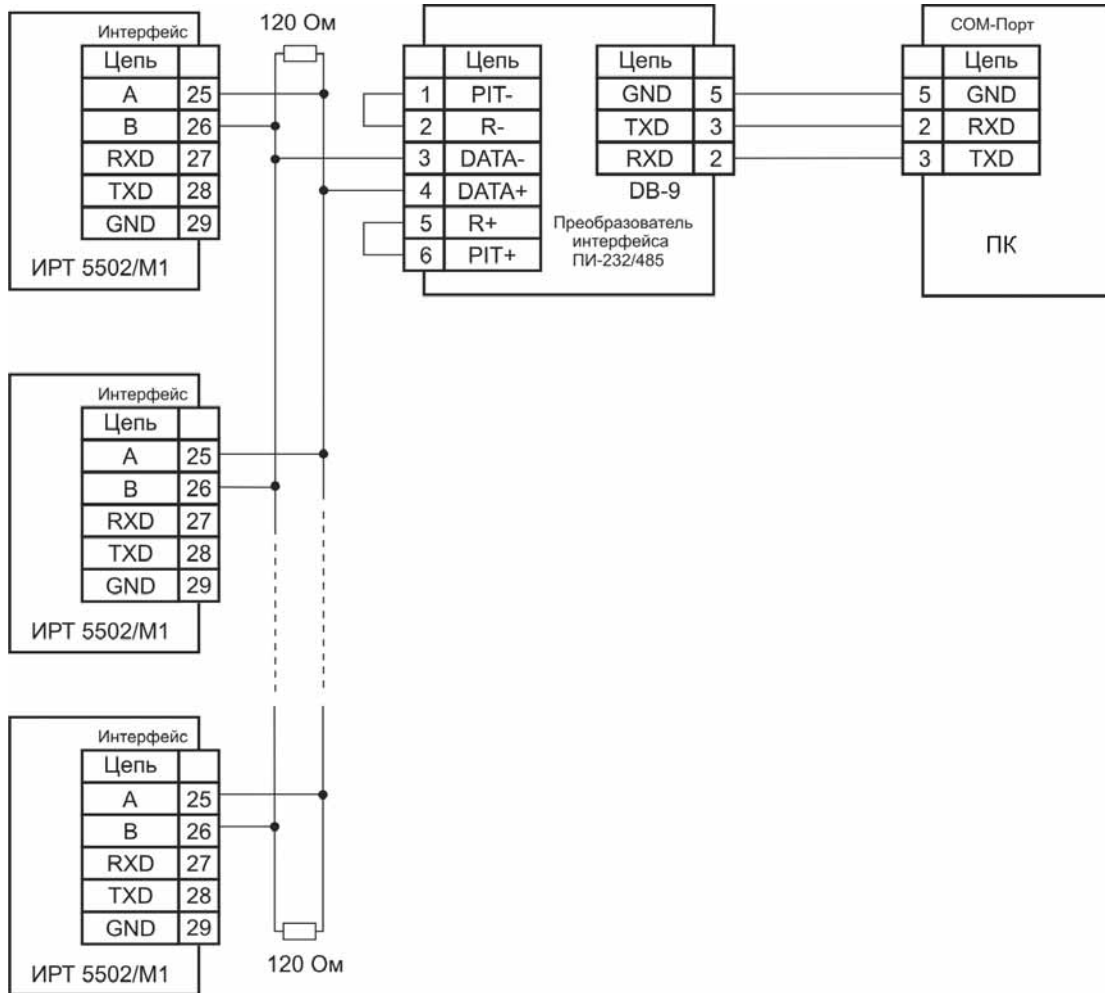 120 Ом
Интерфейс
Цепь
A 25
B 26
RXD 27
TXD 28
GND 29
ИРТ 5502/М1
Цепь
1 PIT-
2 R-
3 DATA-
4 DATA+
5 R+
6 PIT+
Цепь
GND 5
TXD 3
RXD 2
DB-9
Преобразователь
интерфейса
ПИ-232/485
COM-Порт
Цепь
5 GND
2 RXD
3 TXD
ПК
Интерфейс
Цепь
A 25
B 26
RXD 27
TXD 28
GND 29
ИРТ 5502/М1
Интерфейс
Цепь
A 25
B 26
RXD 27
TXD 28
GND 29
ИРТ 5502/М1
120 Ом